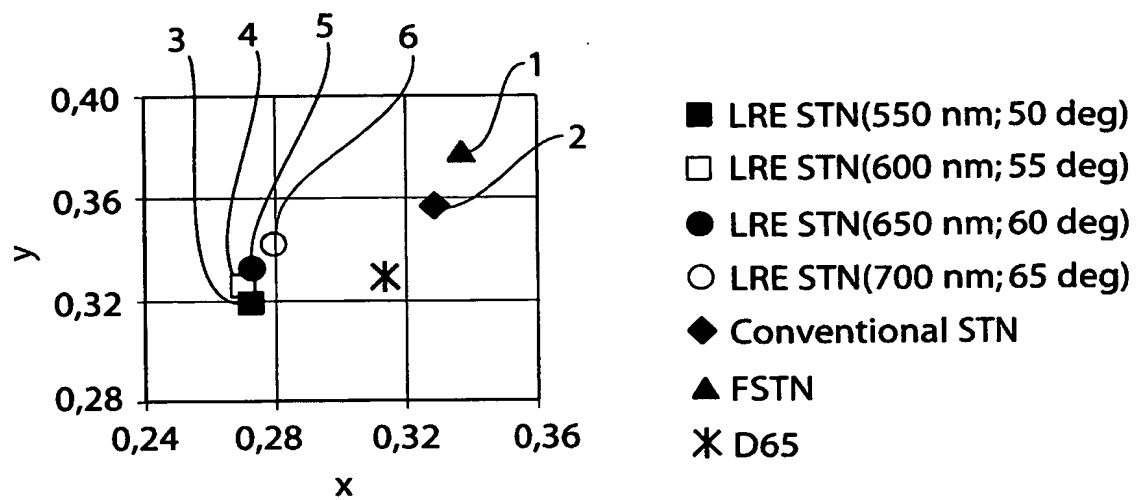 3 4 5 6
1
2
0,40
0,36
0,32
0,28
y
0,24 0,28 0,32 0,36
x
LRE STN(550 nm; 50 deg)
LRE STN(600 nm; 55 deg)
LRE STN(650 nm; 60 deg)
LRE STN(700 nm; 65 deg)
Conventional STN
FSTN
D65